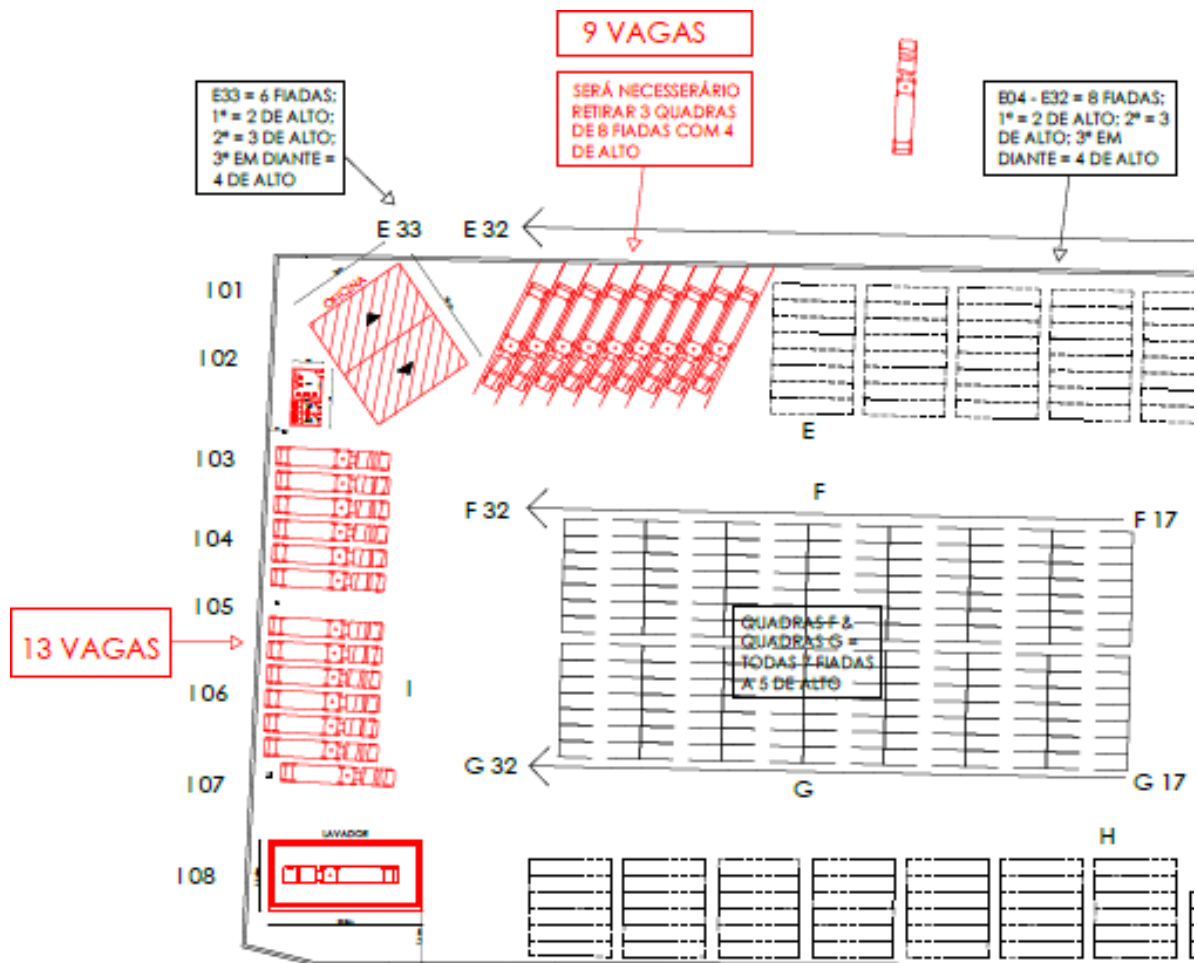 9 VAGAS
E33 = 6 FIADAS;
1ª = 2 DE ALTO;
2ª = 3 DE ALTO;
3ª EM DIANTE =
4 DE ALTO
SERÁ NECESSERÁRIO
RETIRAR 3 QUADRAS
DE 8 FIADAS COM 4
DE ALTO
E04 - E32 = 8 FIADAS;
1ª = 2 DE ALTO; 2ª = 3
DE ALTO; 3ª EM
DIANTE = 4 DE ALTO
E 33
E 32
I 01
OFICINA
I 02
E
I 03
F
F 32
F 17
I 04
I 05
13 VAGAS
QUADRAS F &
QUADRAS G =
TODAS 7 FIADAS
A 5 DE ALTO
I 06
I
G 32
G 17
I 07
G
LAVADOR
H
I 08